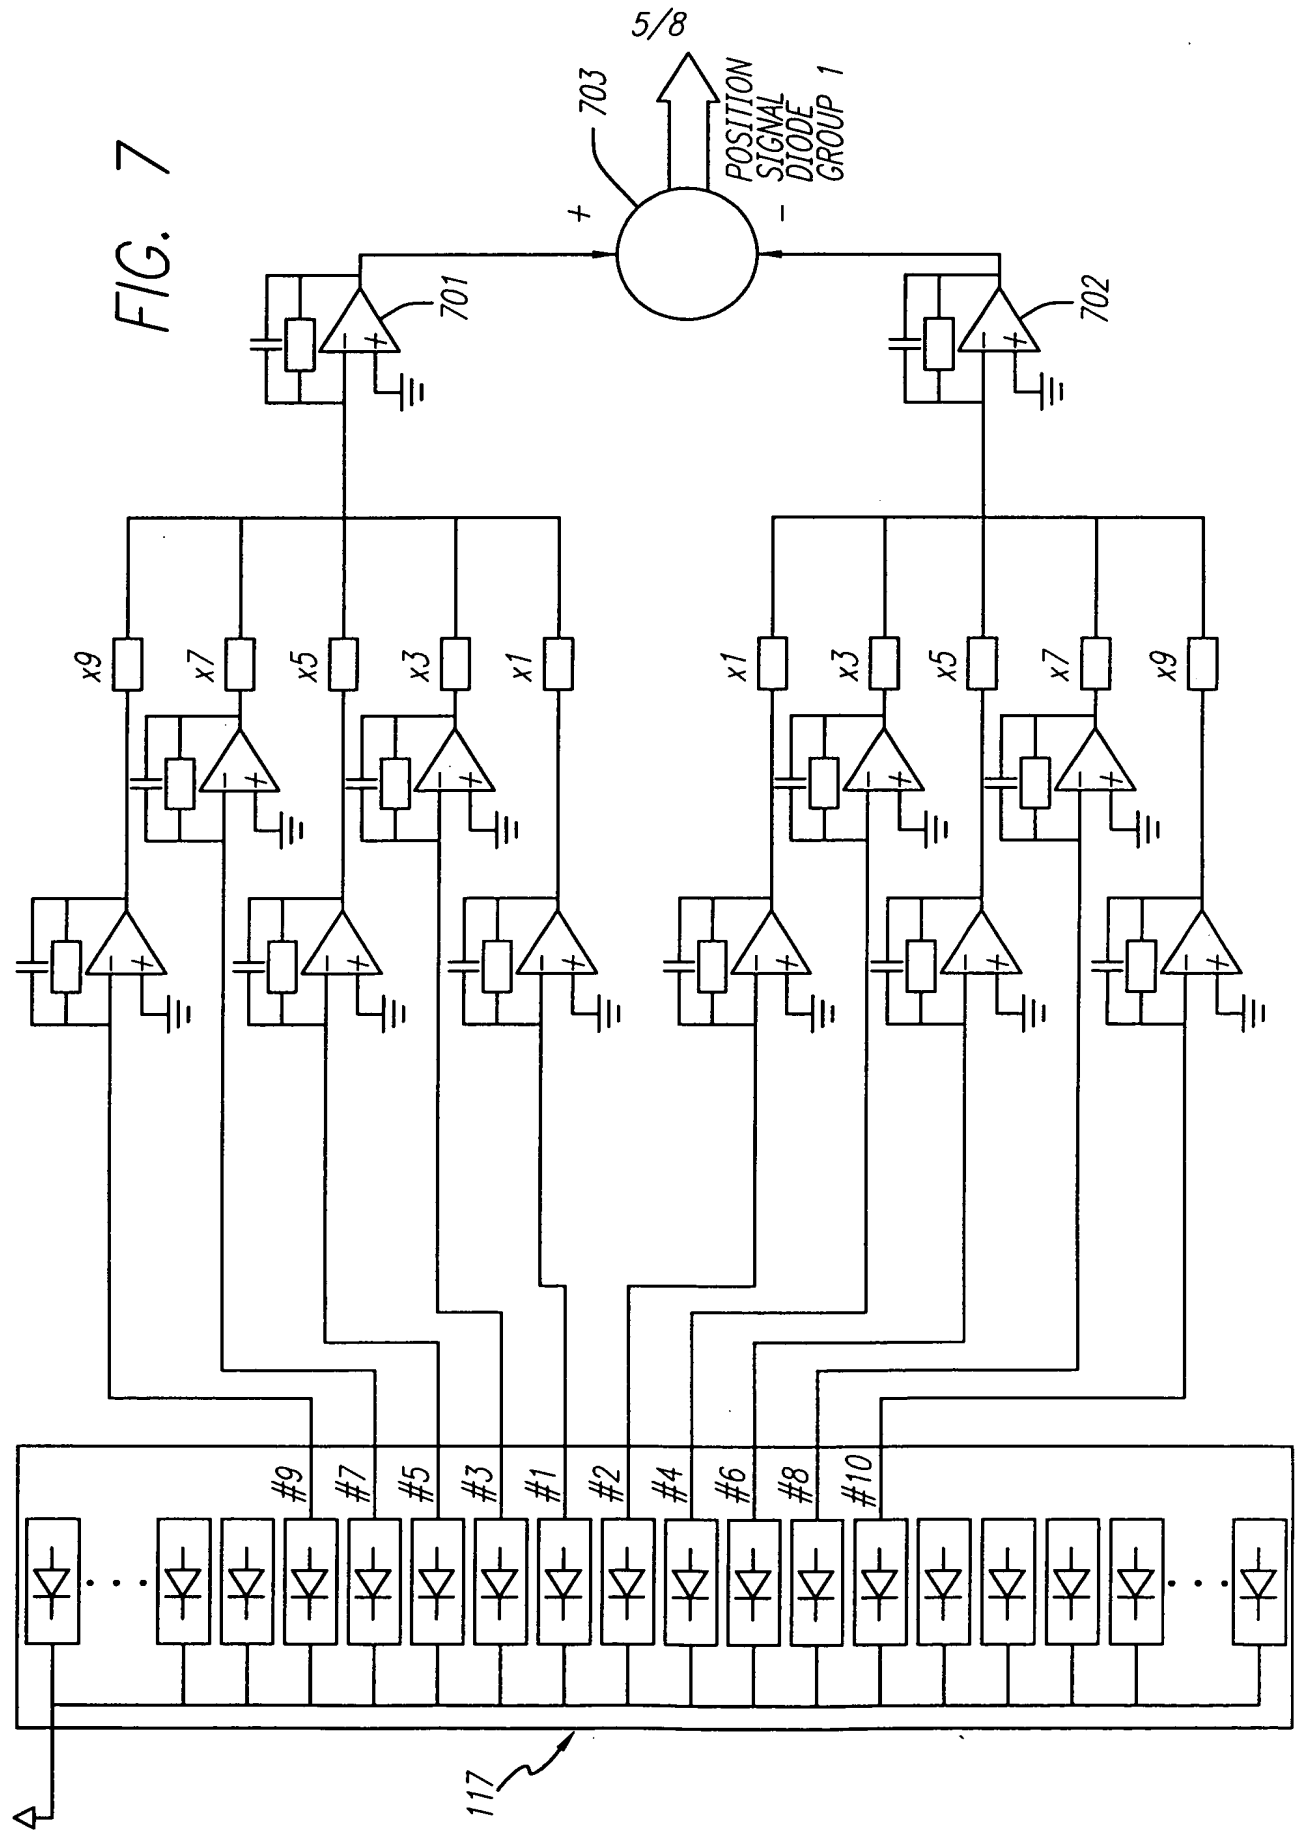 5/8
FIG. 7
703
POSITION
SIGNAL
DIODE
GROUP 1
+
-
701
702
- +
- +
x9
x7
x5
x3
x1
x1
x3
x5
x7
x9
- +
- +
- +
- +
- +
- +
- +
- +
- +
- +
#9
#7
#5
#3
#1
#2
#4
#6
#8
#10
117